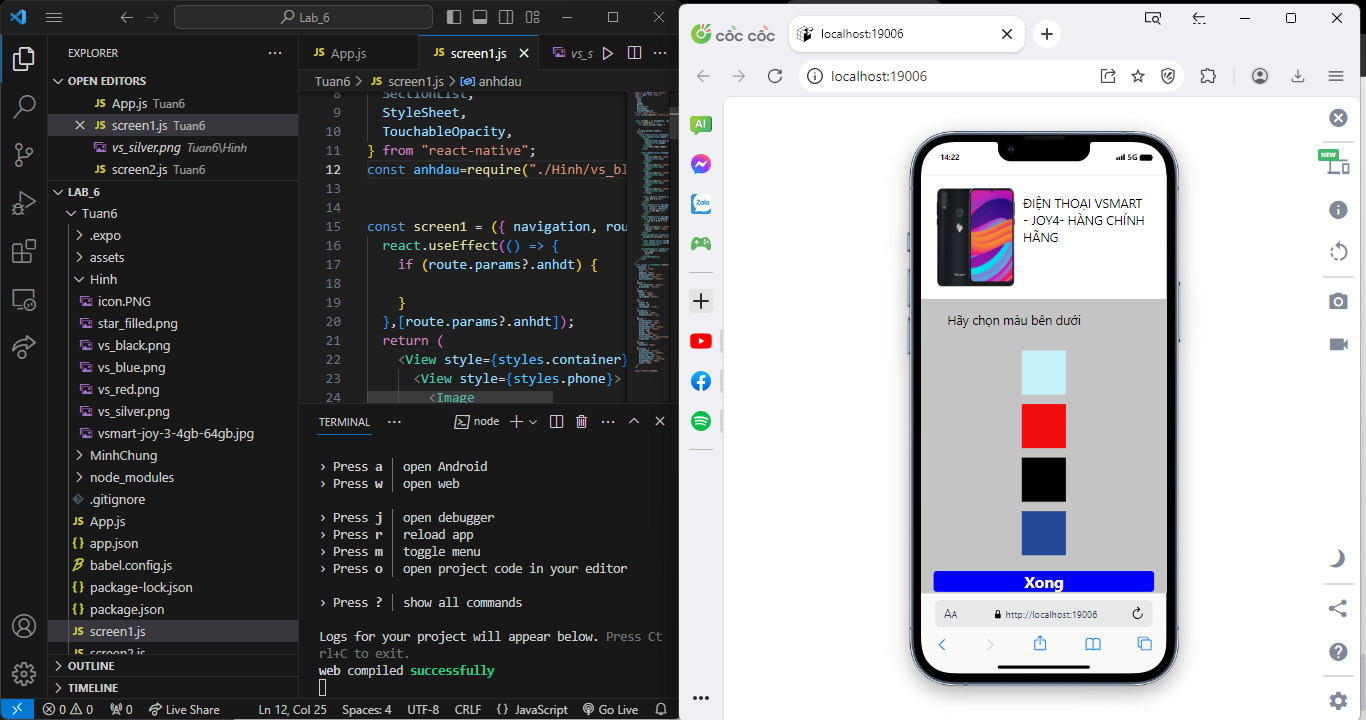 Lab_6
EXPLORER
OPEN EDITORS
JS App.js Tuan6
JS screen1.js Tuan6
vs_silver.png Tuan6\Hinh
JS screen2.js Tuan6
LAB_6
Tuan6
.expo
assets
Hinh
icon.PNG
star_filled.png
vs_black.png
vs_blue.png
vs_red.png
vs_silver.png
vsmart-joy-3-4gb-64gb.jpg
MinhChung
node_modules
.gitignore
JS App.js
{} app.json
babel.config.js
{} package-lock.json
{} package.json
JS screen1.js
JS screen2.js
OUTLINE
TIMELINE
JS App.js
JS screen1.js
vs_s
Tuan6 > JS screen1.js > anhdau
8 SectionList,
9 StyleSheet,
10 TouchableOpacity,
11 } from "react-native";
12 const anhdau=require("./Hinh/vs_bl
13
14
15 const screen1 = ({ navigation, rou
16 react.useEffect(() => {
17 if (route.params?.anhdt) {
18
19 }
20 },[route.params?.anhdt]);
21 return (
22 <View style={styles.container}
23 <View style={styles.phone}>
24 <Image
TERMINAL
node
› Press a │ open Android
› Press w │ open web
› Press j │ open debugger
› Press r │ reload app
› Press m │ toggle menu
› Press o │ open project code in your editor
› Press ? │ show all commands
Logs for your project will appear below. Press Ct
rl+C to exit.
web compiled successfully
0 0 0 Live Share Ln 12, Col 25 Spaces: 4 UTF-8 CRLF {} JavaScript Go Live
cốc cốc
localhost:19006
localhost:19006
AI
Zalo
NEW
14:22
5G
ĐIỆN THOẠI VSMART
- JOY4- HÀNG CHÍNH
HÃNG
Hãy chọn màu bên dưới
Xong
AA http://localhost:19006